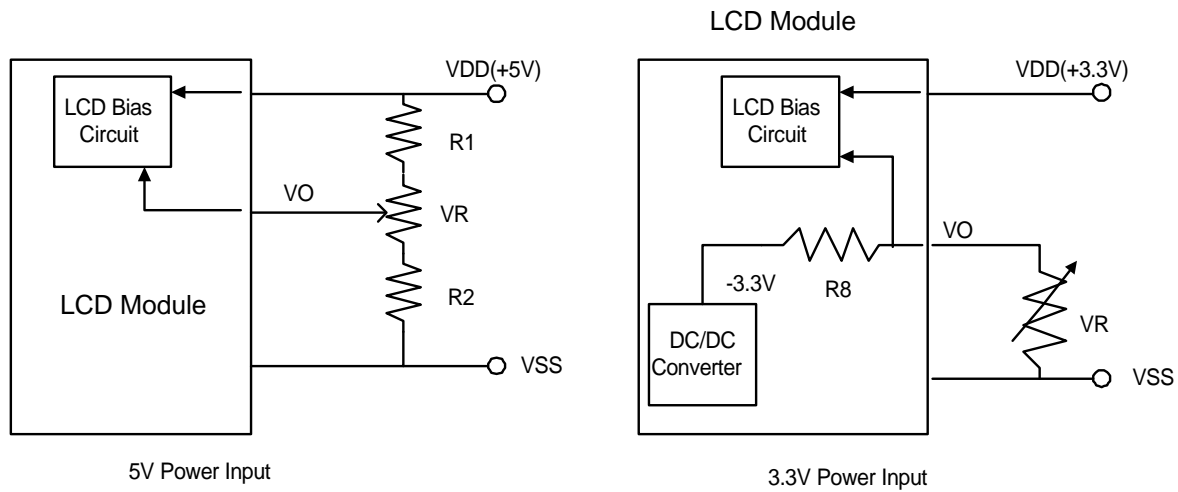 LCD Module
VDD(+5V)
LCD Bias
Circuit
R1
VO
VR
R2
LCD Module
VSS
5V Power Input
VDD(+3.3V)
LCD Bias
Circuit
VO
-3.3V
R8
VR
DC/DC
Converter
VSS
3.3V Power Input